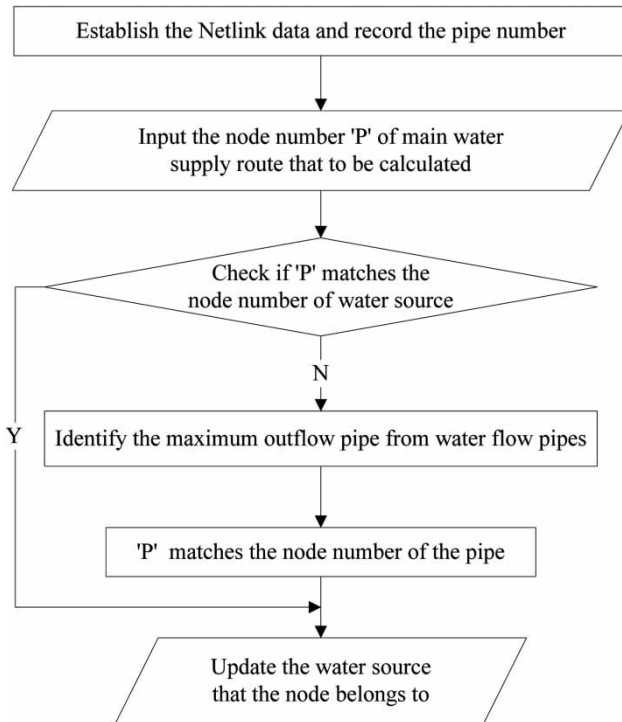 Establish the Netlink data and record the pipe number
Input the node number 'P' of main water
supply route that to be calculated
Check if 'P' matches the
node number of water source
N
Y
Identify the maximum outflow pipe from water flow pipes
'P' matches the node number of the pipe
Update the water source
that the node belongs to